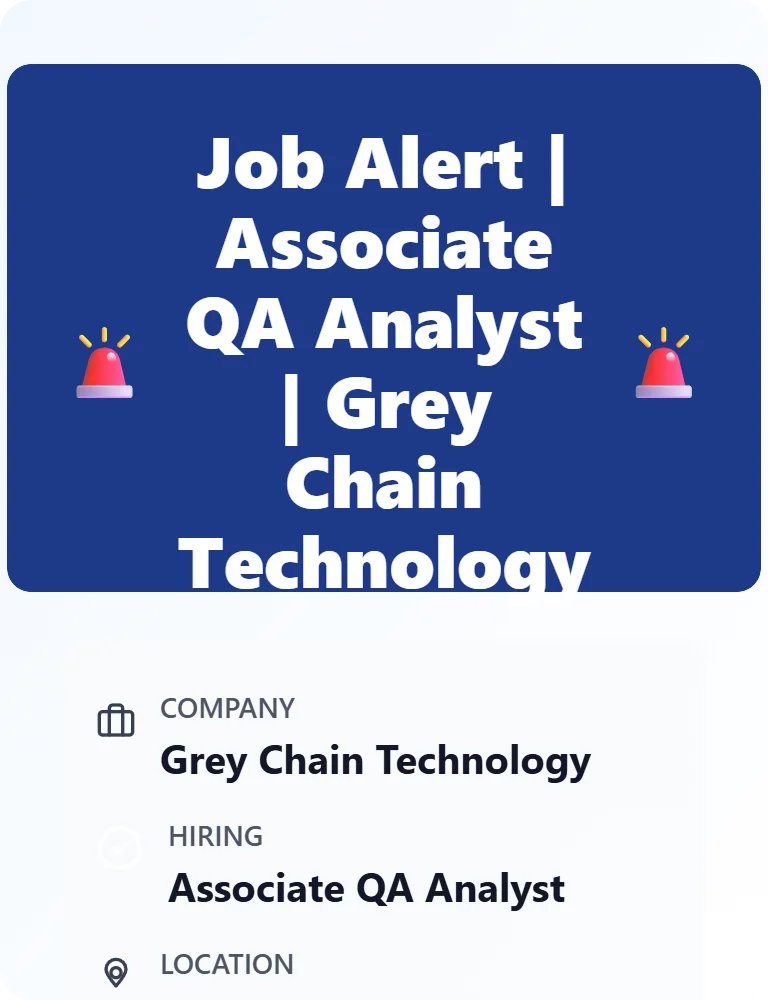 Job Alert |
Associate
QA Analyst
| Grey
Chain
Technology
COMPANY
Grey Chain Technology
HIRING
Associate QA Analyst
LOCATION